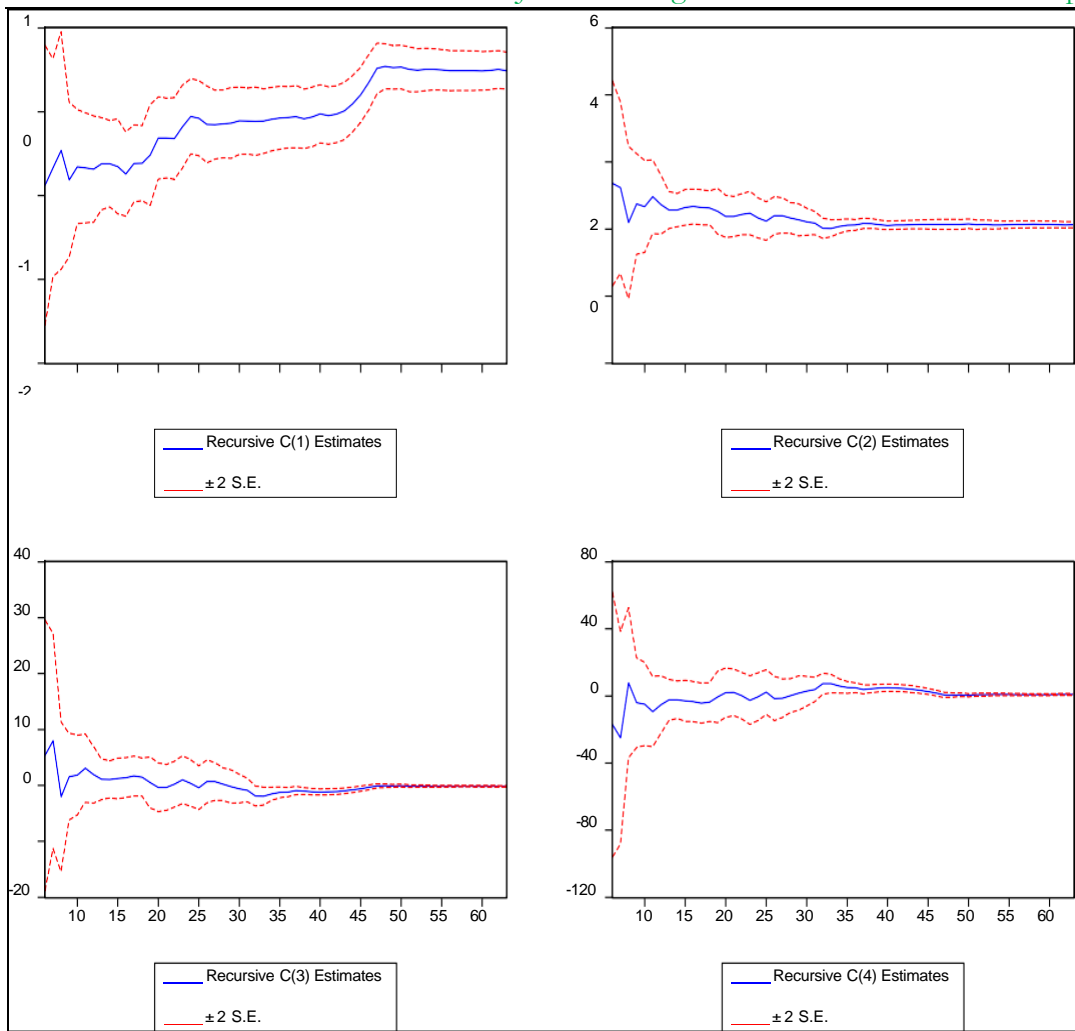 1
0
-1
-2
6
4
2
0
Recursive C(1) Estimates
± 2 S.E.
Recursive C(2) Estimates
± 2 S.E.
40
30
20
10
0
-20
10 15 20 25 30 35 40 45 50 55 60
80
40
0
-40
-80
-120
10 15 20 25 30 35 40 45 50 55 60
Recursive C(3) Estimates
± 2 S.E.
Recursive C(4) Estimates
± 2 S.E.